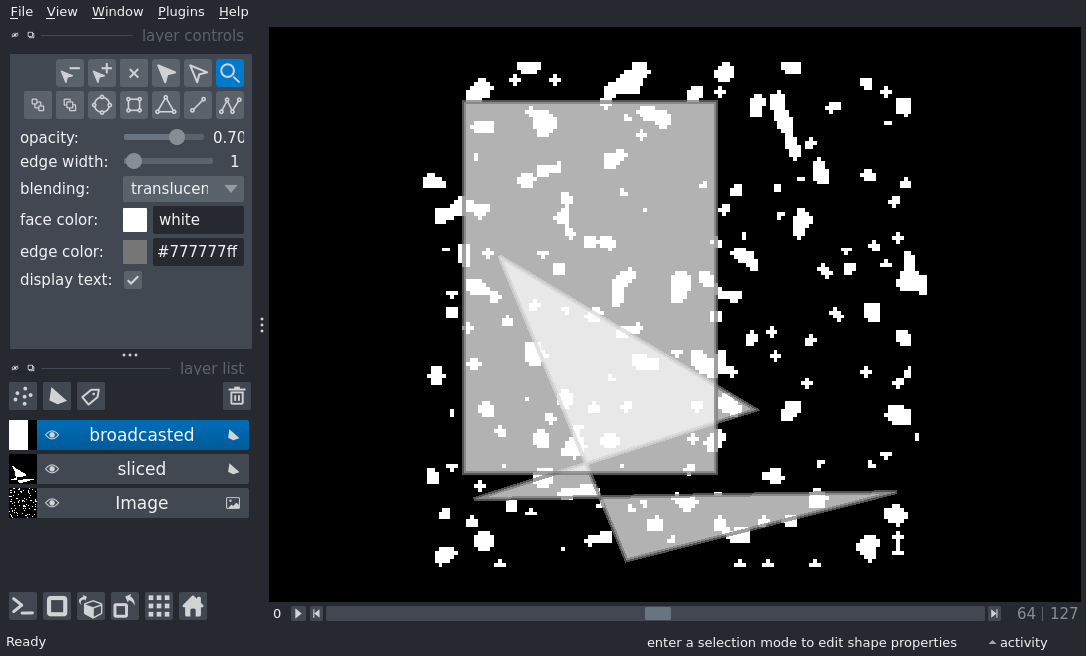 File View Window Plugins Help
layer controls
opacity: 0.70
edge width: 1
blending: translucen
face color: white
edge color: #777777ff
display text:
layer list
broadcasted
sliced
Image
0 64 | 127
Ready enter a selection mode to edit shape properties activity